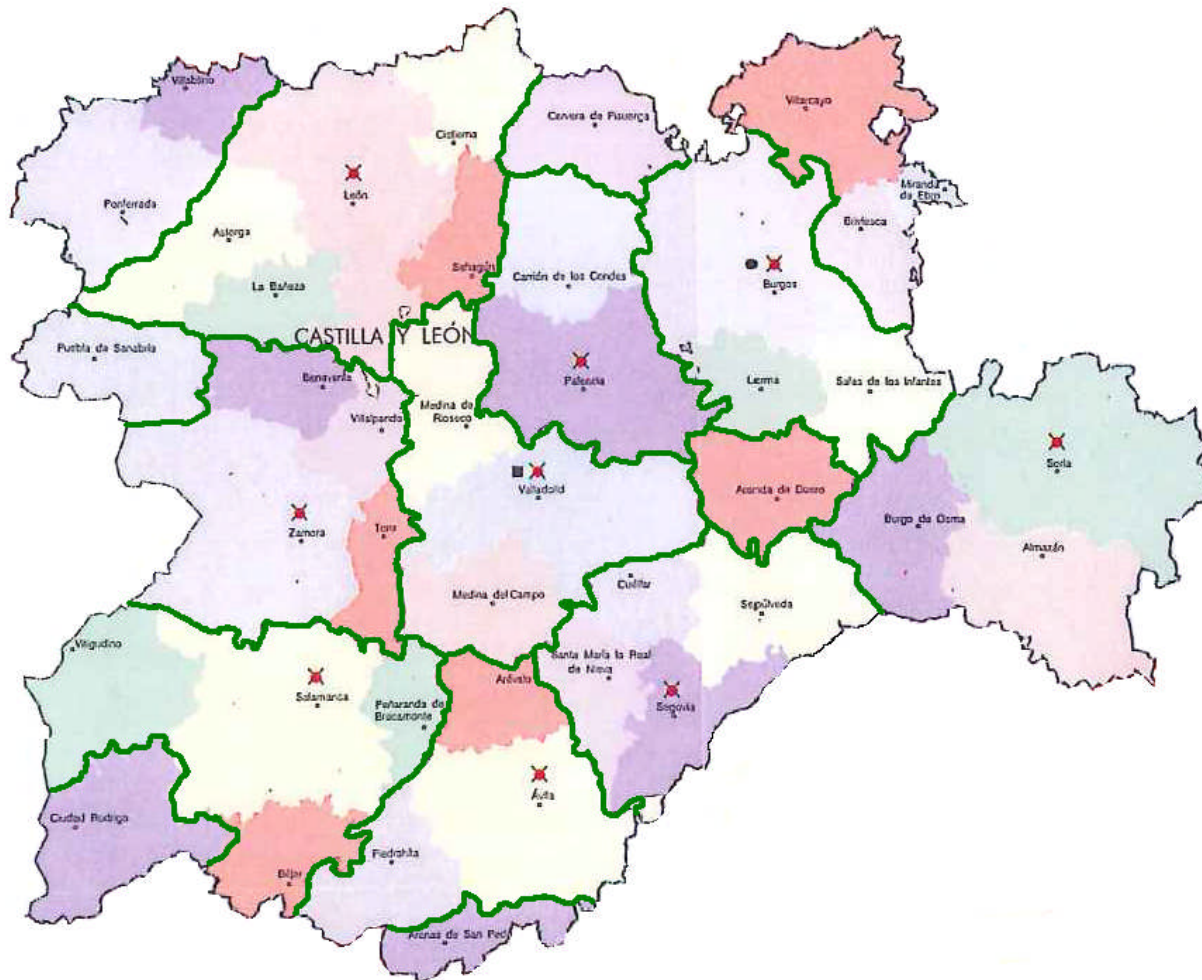 Villablino
Villarcayo
Cistierna
Cervera de Pisuerga
León
Miranda
de Ebro
Ponferrada
Briviesca
Astorga
Sahagún
Carrión de los Condes
La Bañeza
Burgos
CASTILLA Y LEÓN
Puebla de Sanabria
Benavente
Palencia
Lerma
Salas de los Infantes
Medina de
Rioseco
Villalpando
Soria
Valladolid
Aranda de Duero
Burgo de Osma
Zamora
Toro
Almazán
Cuéllar
Medina del Campo
Sepúlveda
Vitigudino
Santa María la Real
de Nieva
Arévalo
Salamanca
Peñaranda de
Bracamonte
Segovia
Ávila
Ciudad Rodrigo
Piedrahita
Béjar
Arenas de San Ped